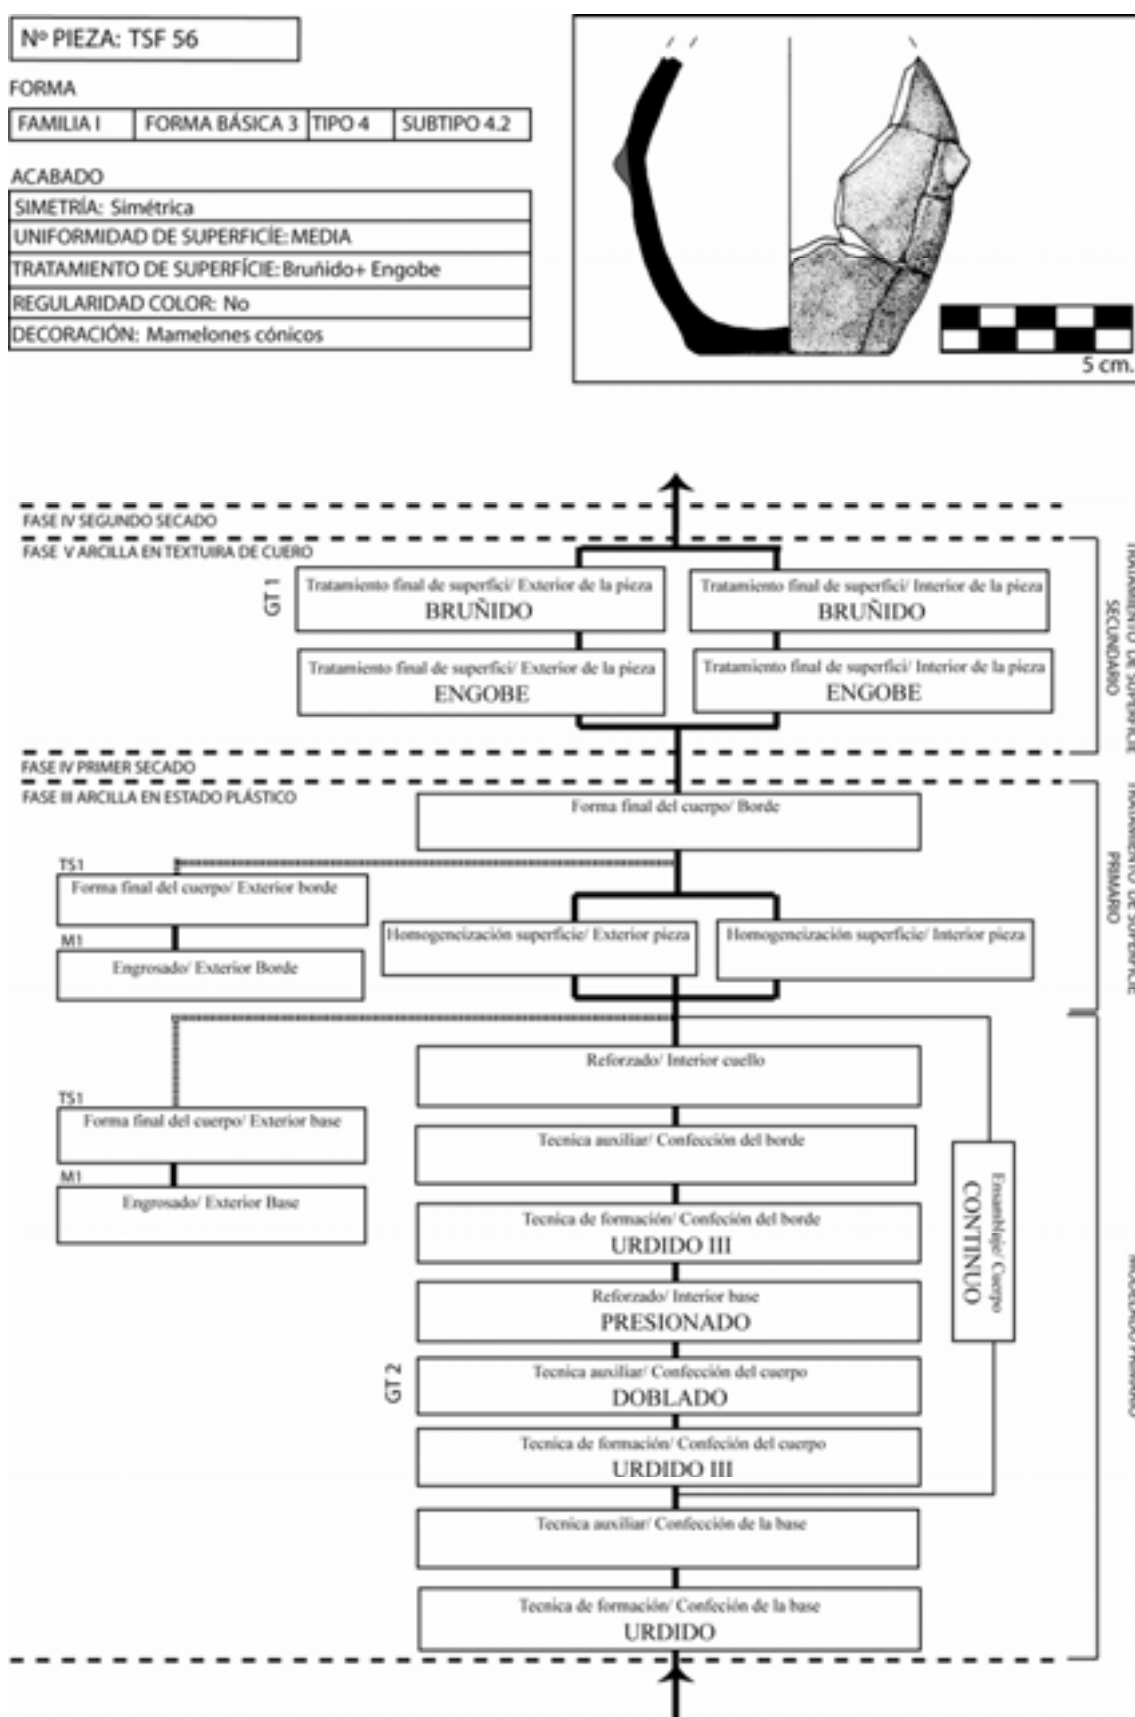 Nº PIEZA: TSF 56
FORMA
FAMILIA I FORMA BÁSICA 3 TIPO 4 SUBTIPO 4.2
ACABADO
SIMETRÍA: Simétrica
UNIFORMIDAD DE SUPERFICÍE: MEDIA
TRATAMIENTO DE SUPERFÍCIE: Bruñido+ Engobe
REGULARIDAD COLOR: No
DECORACIÓN: Mamelones cónicos
5 cm.
FASE IV SEGUNDO SECADO
FASE V ARCILLA EN TEXTUIRA DE CUERO
GT 1
Tratamiento final de superfici/ Exterior de la pieza
BRUÑIDO
Tratamiento final de superfici/ Interior de la pieza
BRUÑIDO
Tratamiento final de superfici/ Exterior de la pieza
ENGOBE
Tratamiento final de superfici/ Interior de la pieza
ENGOBE
TRATAMIENTO DE SUPERFICIE
SECUNDARIO
FASE IV PRIMER SECADO
FASE III ARCILLA EN ESTADO PLÁSTICO
Forma final del cuerpo/ Borde
TS1
Forma final del cuerpo/ Exterior borde
M1
Engrosado/ Exterior Borde
Homogeneización superficie/ Exterior pieza
Homogeneización superficie/ Interior pieza
TRATAMIENTO DE SUPERFICIE
PRIMARIO
Reforzado/ Interior cuello
TS1
Forma final del cuerpo/ Exterior base
M1
Engrosado/ Exterior Base
Tecnica auxiliar/ Confección del borde
Tecnica de formación/ Confeción del borde
URDIDO III
Reforzado/ Interior base
PRESIONADO
GT 2
Tecnica auxiliar/ Confección del cuerpo
DOBLADO
Tecnica de formación/ Confeción del cuerpo
URDIDO III
Ensamblaje/ Cuerpo
CONTINUO
MODELADO PRIMARIO
Tecnica auxiliar/ Confección de la base
Tecnica de formación/ Confeción de la base
URDIDO